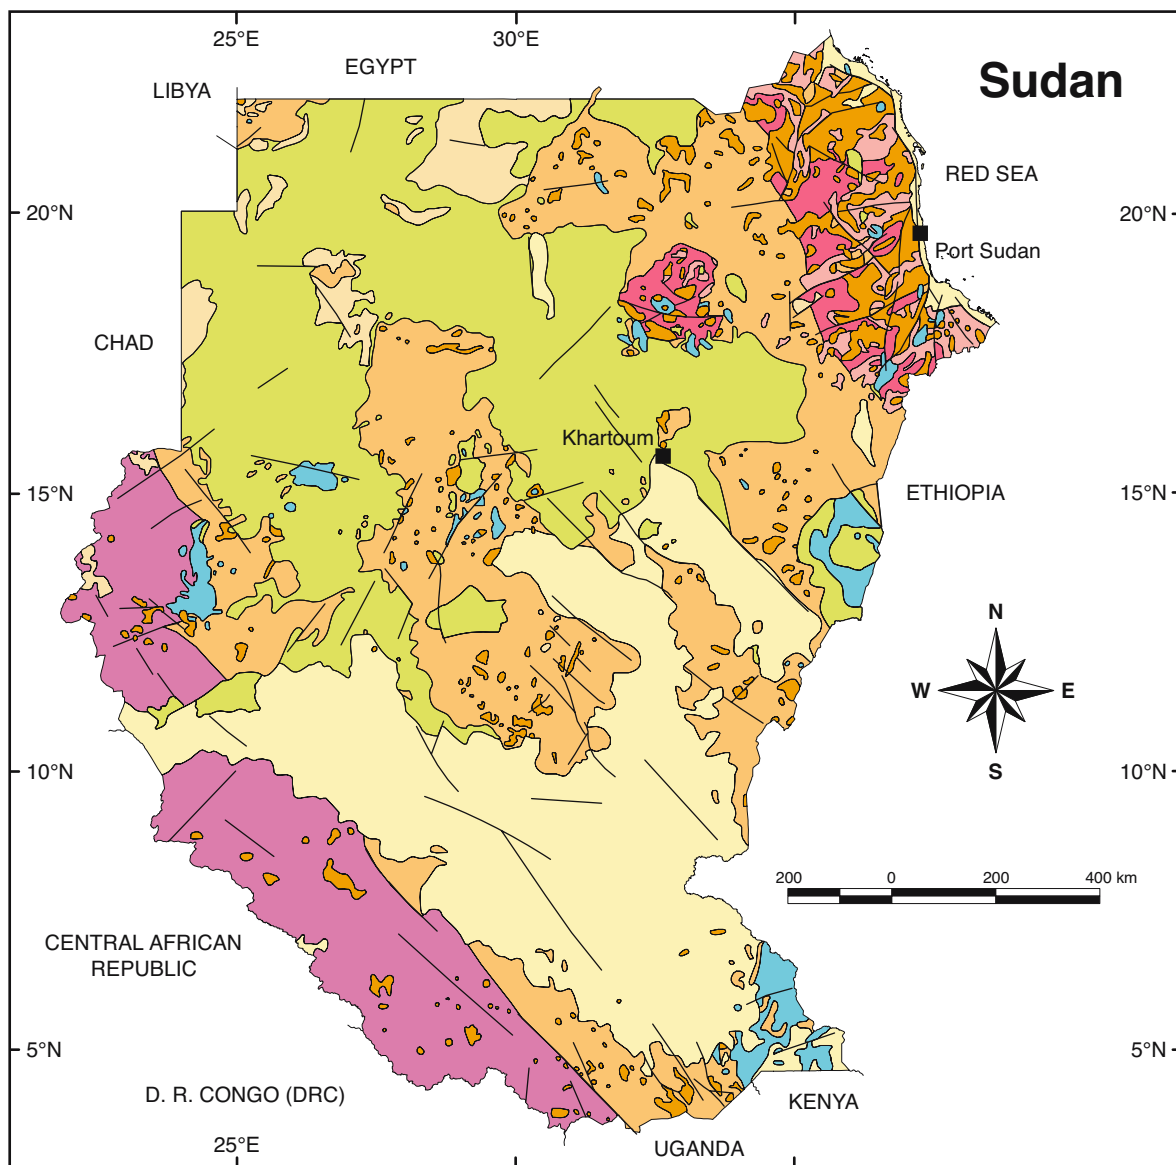 25°E 30°E
Sudan
EGYPT
LIBYA
RED SEA
20°N 20°N
Port Sudan
CHAD
Khartoum
15°N ETHIOPIA 15°N
N
W E
S
10°N 10°N
200 0 200 400 km
CENTRAL AFRICAN
REPUBLIC
5°N 5°N
D. R. CONGO (DRC)
KENYA
25°E
UGANDA